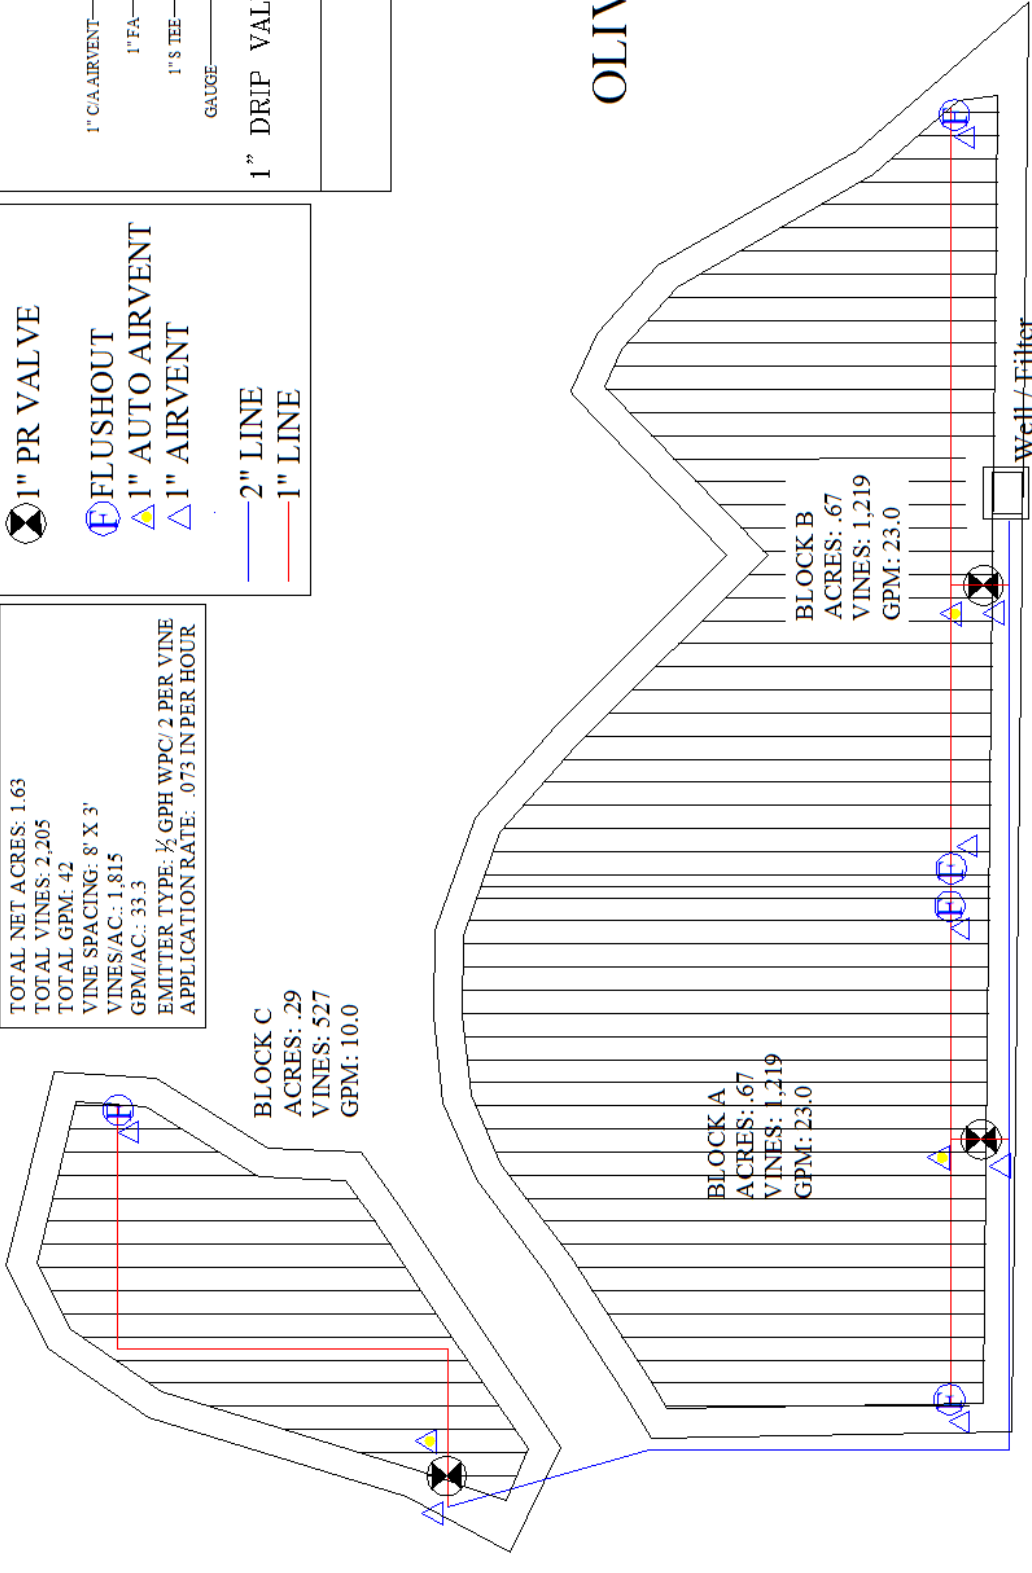 1" C/A AIRVENT
1" FA
1" S TEE
GAUGE
1” DRIP VAL
OLIV
1" PR VALVE
F FLUSHOUT
1" AUTO AIRVENT
1" AIRVENT
2" LINE
1" LINE
TOTAL NET ACRES: 1.63
TOTAL VINES: 2,205
TOTAL GPM: 42
VINE SPACING: 8' X 3'
VINES/AC.: 1,815
GPM/AC.: 33.3
EMITTER TYPE: ½ GPH WPC/ 2 PER VINE
APPLICATION RATE: .073 IN PER HOUR
BLOCK C
ACRES: .29
VINES: 527
GPM: 10.0
BLOCK B
ACRES: .67
VINES: 1,219
GPM: 23.0
BLOCK A
ACRES: .67
VINES: 1,219
GPM: 23.0
Well / Filter
F
F
F
F
F